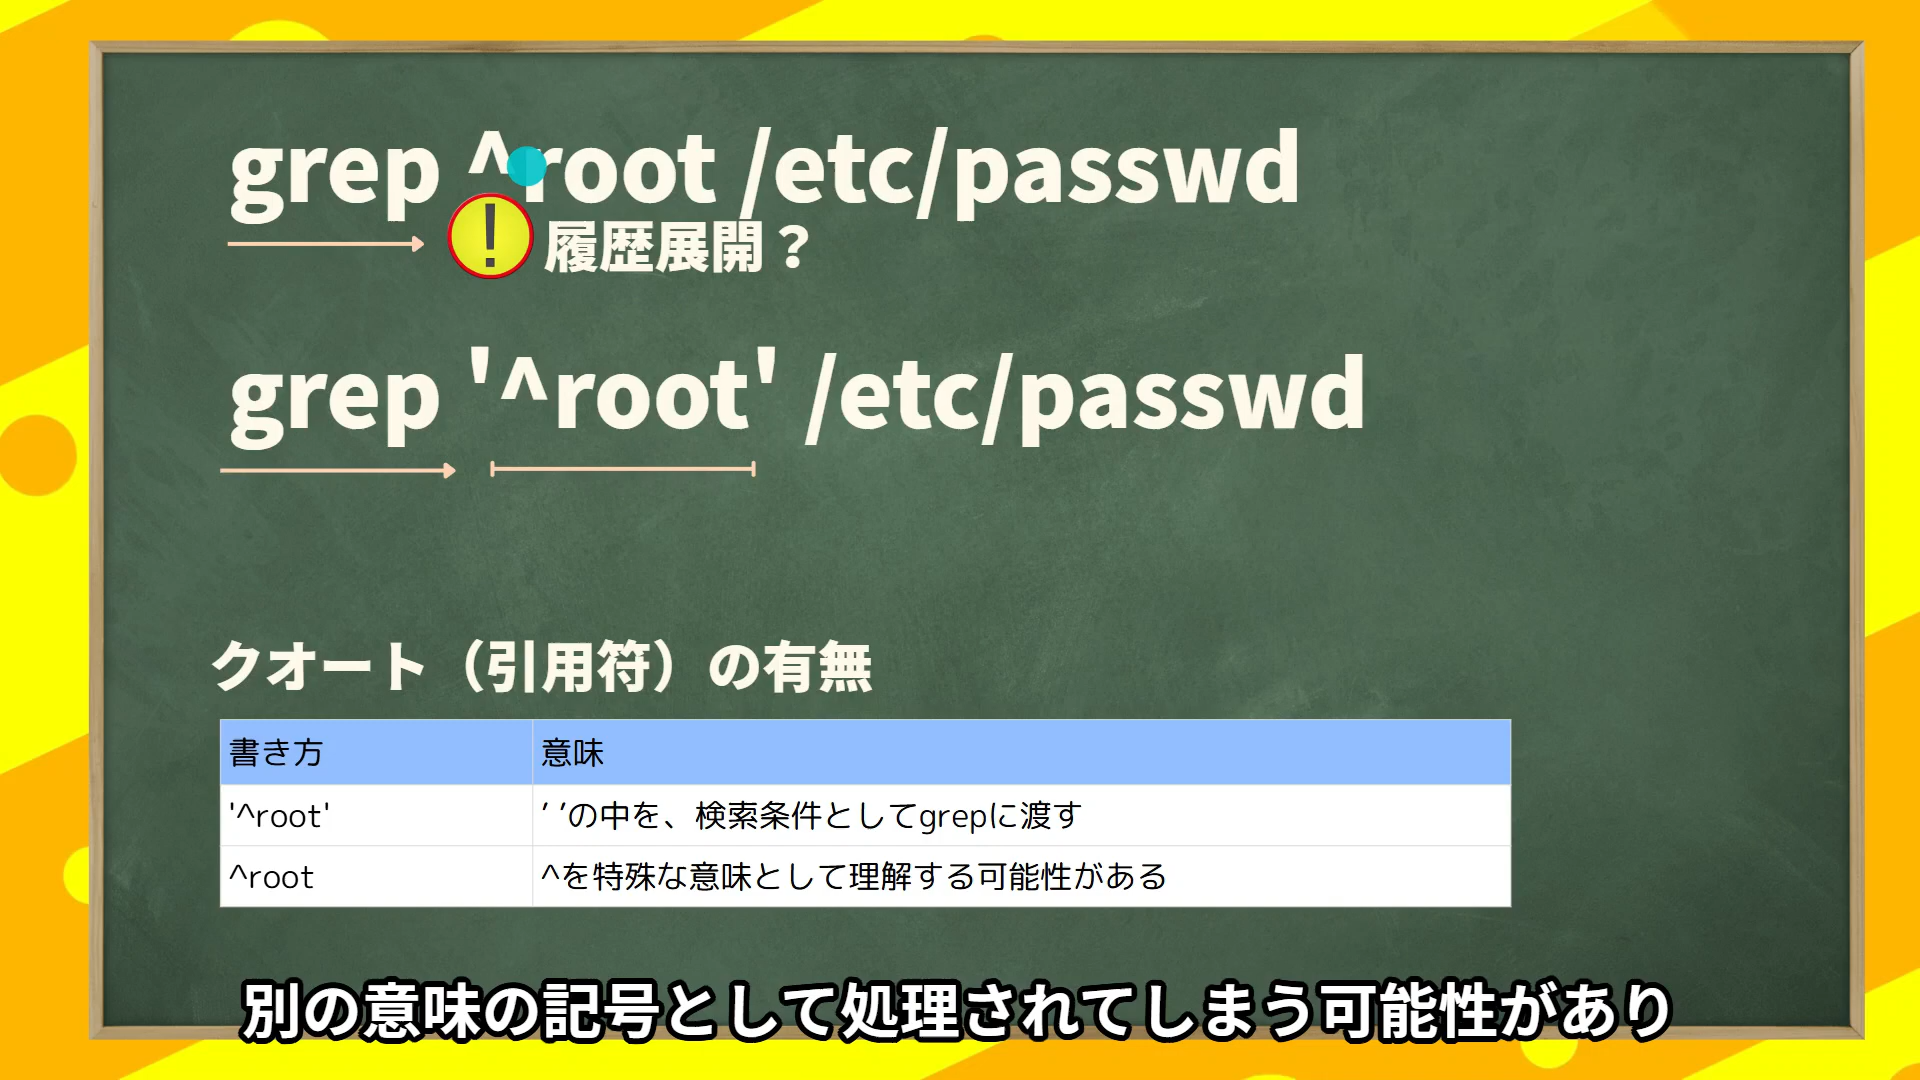 grep ^root /etc/passwd
! 履歴展開？
grep '^root' /etc/passwd
クオート（引用符）の有無
書き方 意味
'^root' ′ ′の中を、検索条件としてgrepに渡す
^root ^を特殊な意味として理解する可能性がある
別の意味の記号として処理されてしまう可能性があり